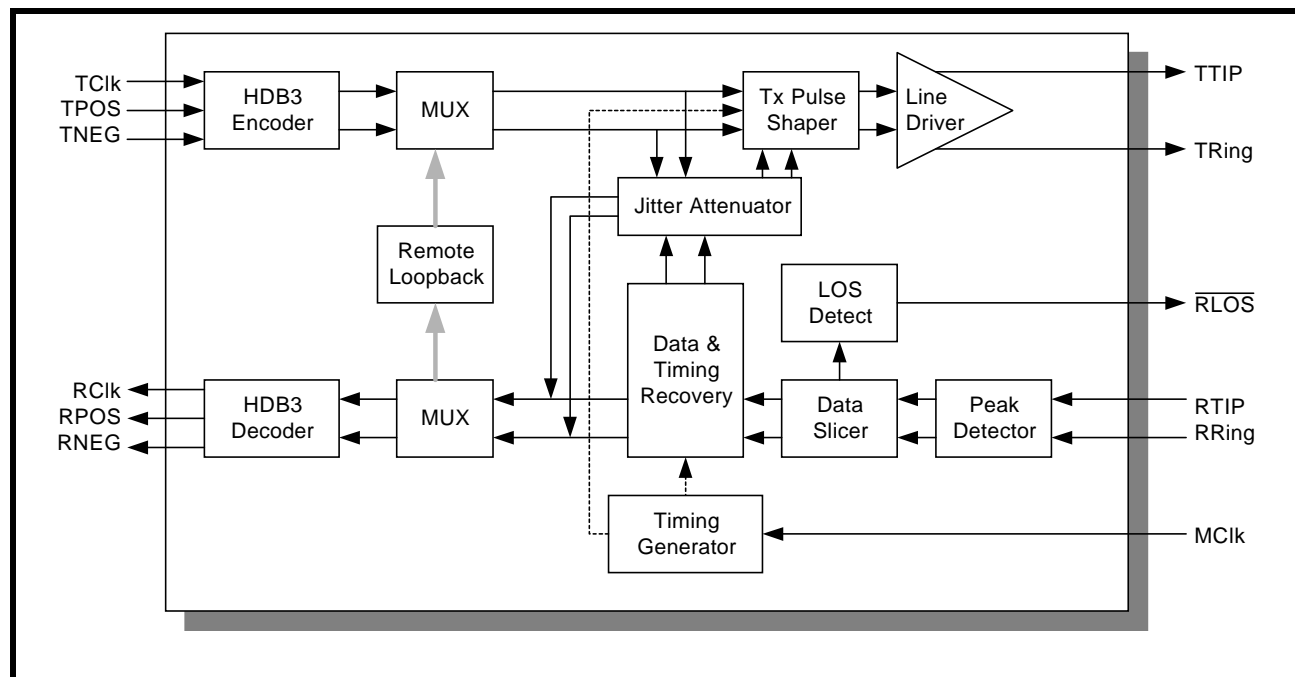 TClk
TPOS
TNEG
HDB3
Encoder
MUX
Tx Pulse
Shaper
Line
Driver
TTIP
TRing
Jitter Attenuator
Remote
Loopback
LOS
Detect
RLOS
Data &
Timing
Recovery
RClk
RPOS
RNEG
HDB3
Decoder
MUX
Data
Slicer
Peak
Detector
RTIP
RRing
Timing
Generator
MClk